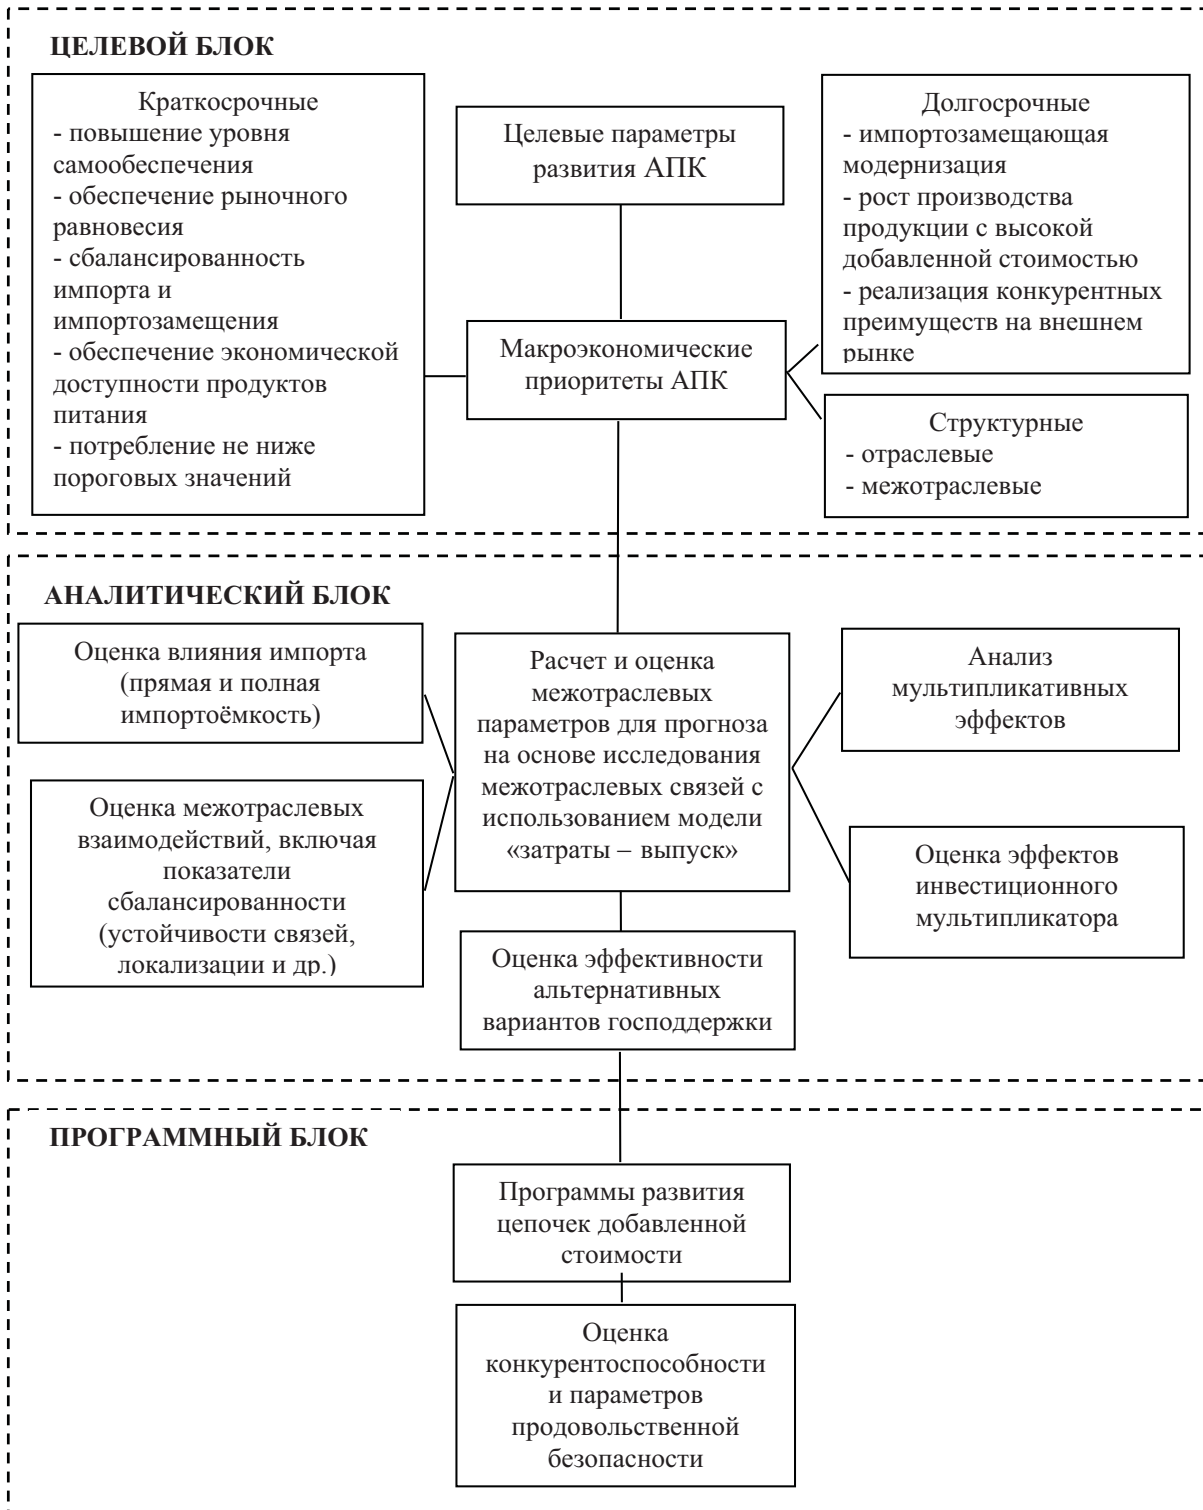 ЦЕЛЕВОЙ БЛОК
Краткосрочные
- повышение уровня
самообеспечения
- обеспечение рыночного
равновесия
- сбалансированность
импорта и
импортозамещения
- обеспечение экономической
доступности продуктов
питания
- потребление не ниже
пороговых значений
Целевые параметры
развития АПК
Макроэкономические
приоритеты АПК
Долгосрочные
- импортозамещающая
модернизация
- рост производства
продукции с высокой
добавленной стоимостью
- реализация конкурентных
преимуществ на внешнем
рынке
Структурные
- отраслевые
- межотраслевые
АНАЛИТИЧЕСКИЙ БЛОК
Оценка влияния импорта
(прямая и полная
импортоёмкость)
Оценка межотраслевых
взаимодействий, включая
показатели
сбалансированности
(устойчивости связей,
локализации и др.)
Расчет и оценка
межотраслевых
параметров для прогноза
на основе исследования
межотраслевых связей с
использованием модели
«затраты – выпуск»
Анализ
мультипликативных
эффектов
Оценка эффектов
инвестиционного
мультипликатора
Оценка эффективности
альтернативных
вариантов господдержки
ПРОГРАММНЫЙ БЛОК
Программы развития
цепочек добавленной
стоимости
Оценка
конкурентоспособности
и параметров
продовольственной
безопасности